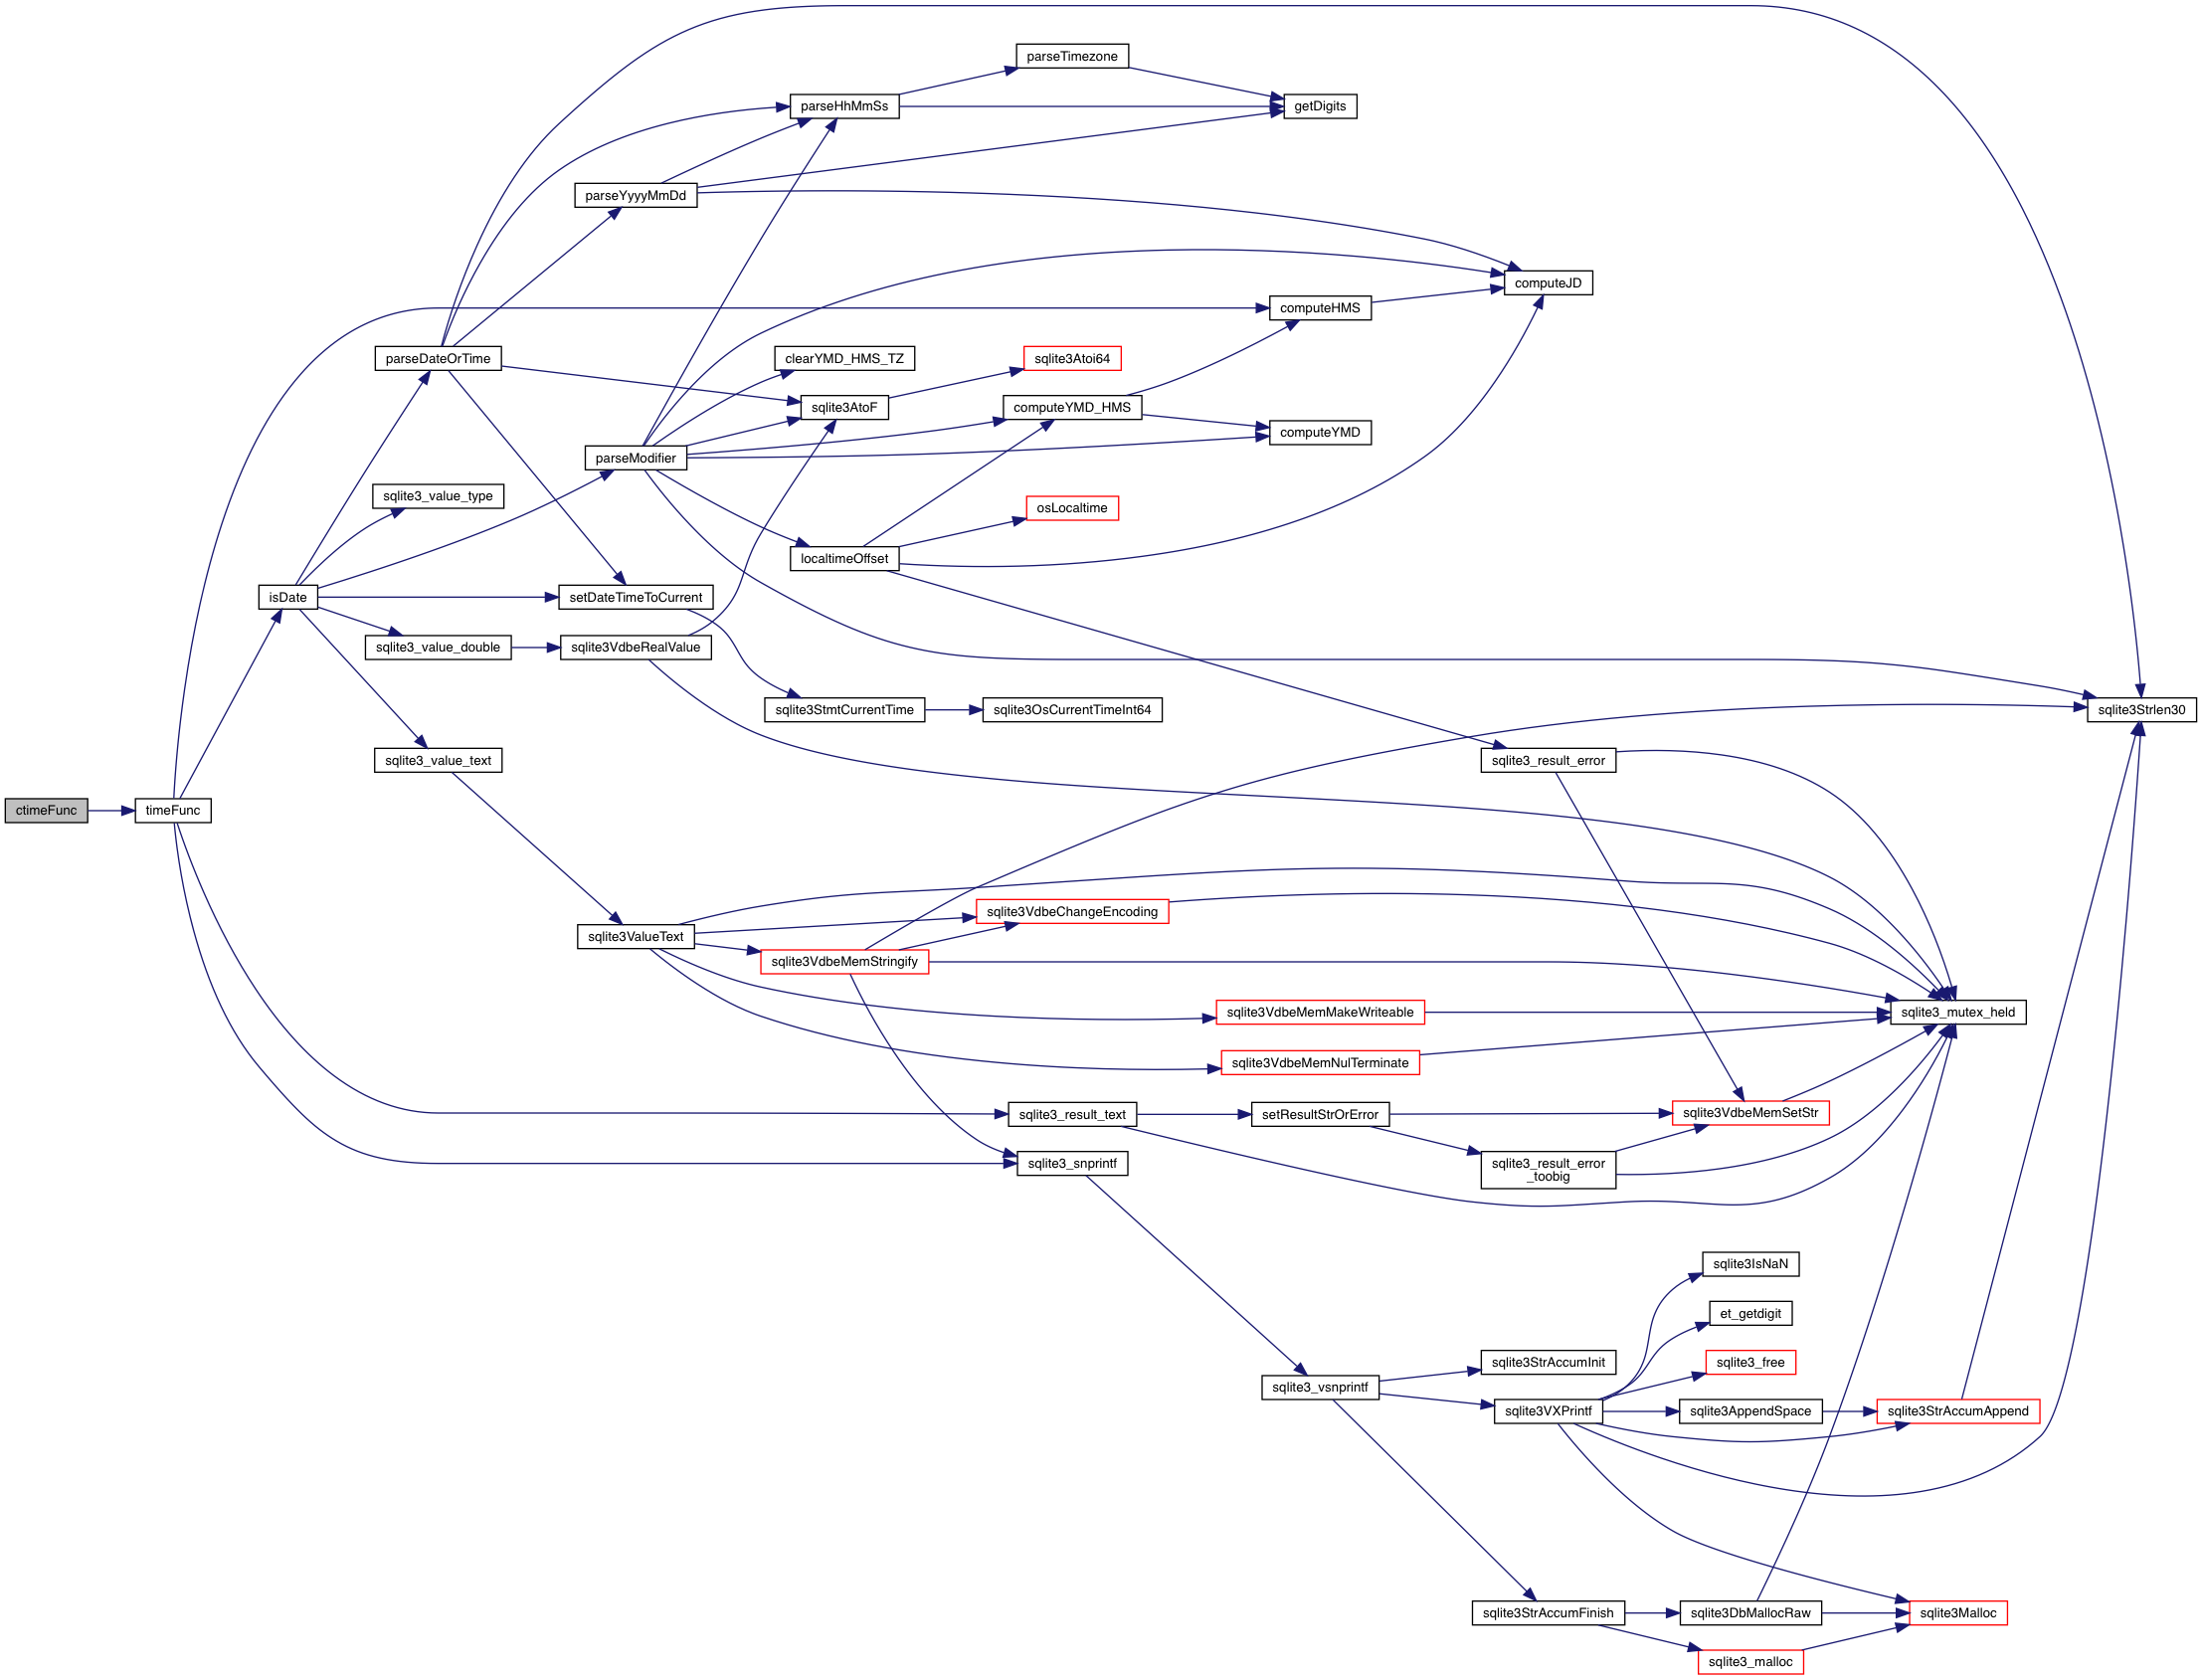 parseTimezone
parseHhMmSs
getDigits
parseYyyyMmDd
computeJD
computeHMS
parseDateOrTime
clearYMD_HMS_TZ
sqlite3Atoi64
sqlite3AtoF
computeYMD_HMS
computeYMD
parseModifier
sqlite3_value_type
osLocaltime
localtimeOffset
isDate
setDateTimeToCurrent
sqlite3_value_double
sqlite3VdbeRealValue
sqlite3StmtCurrentTime
sqlite3OsCurrentTimeInt64
sqlite3Strlen30
sqlite3_value_text
sqlite3_result_error
ctimeFunc
timeFunc
sqlite3VdbeChangeEncoding
sqlite3ValueText
sqlite3VdbeMemStringify
sqlite3VdbeMemMakeWriteable
sqlite3_mutex_held
sqlite3VdbeMemNulTerminate
sqlite3_result_text
setResultStrOrError
sqlite3VdbeMemSetStr
sqlite3_snprintf
sqlite3_result_error
_toobig
sqlite3IsNaN
et_getdigit
sqlite3StrAccumInit
sqlite3_free
sqlite3_vsnprintf
sqlite3VXPrintf
sqlite3AppendSpace
sqlite3StrAccumAppend
sqlite3StrAccumFinish
sqlite3DbMallocRaw
sqlite3Malloc
sqlite3_malloc